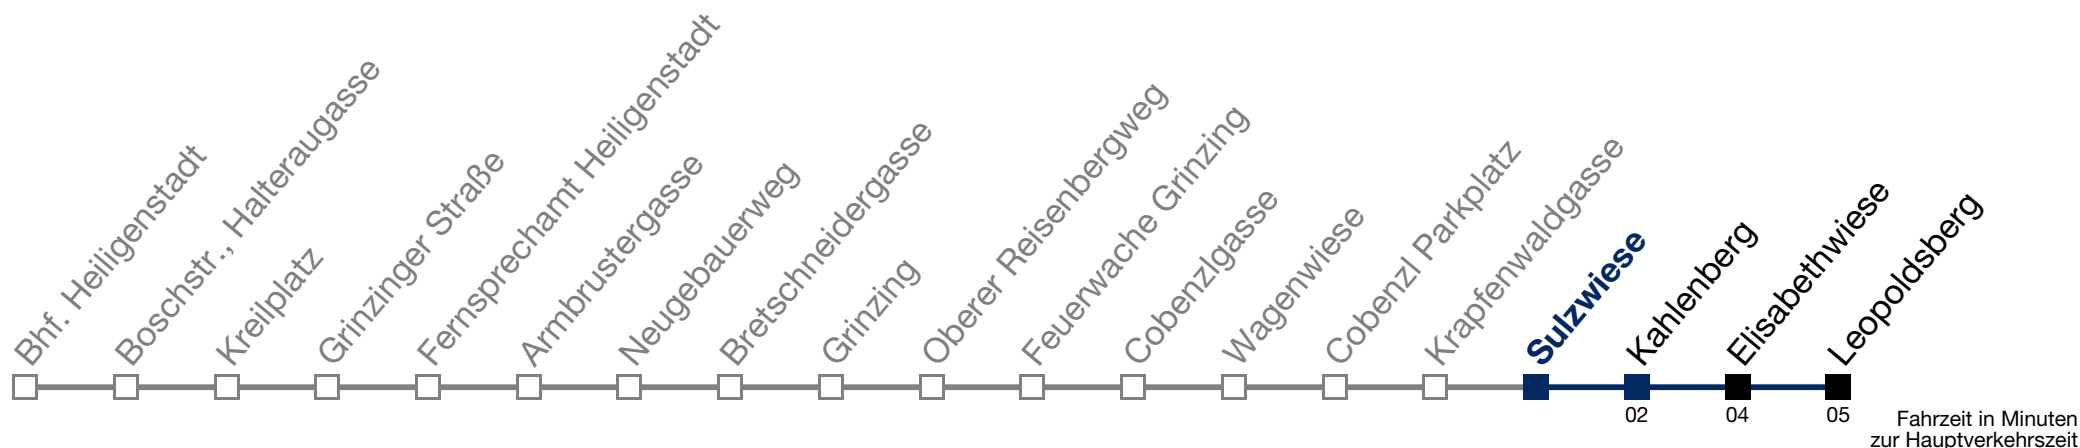 Bhf. Heiligenstadt
Boschstr., Halteraugasse
Kreilplatz
Grinzinger Straße
Fernsprechamt Heiligenstadt
Armbrustergasse
Neugebauerweg
Bretschneidergasse
Grinzing
Oberer Reisenbergweg
Feuerwache Grinzing
Cobenzlgasse
Wagenwiese
Cobenzl Parkplatz
Krapfenwaldgasse
Sulzwiese
Kahlenberg
Elisabethwiese
Leopoldsberg
02
04
05
Fahrzeit in Minuten
zur Hauptverkehrszeit